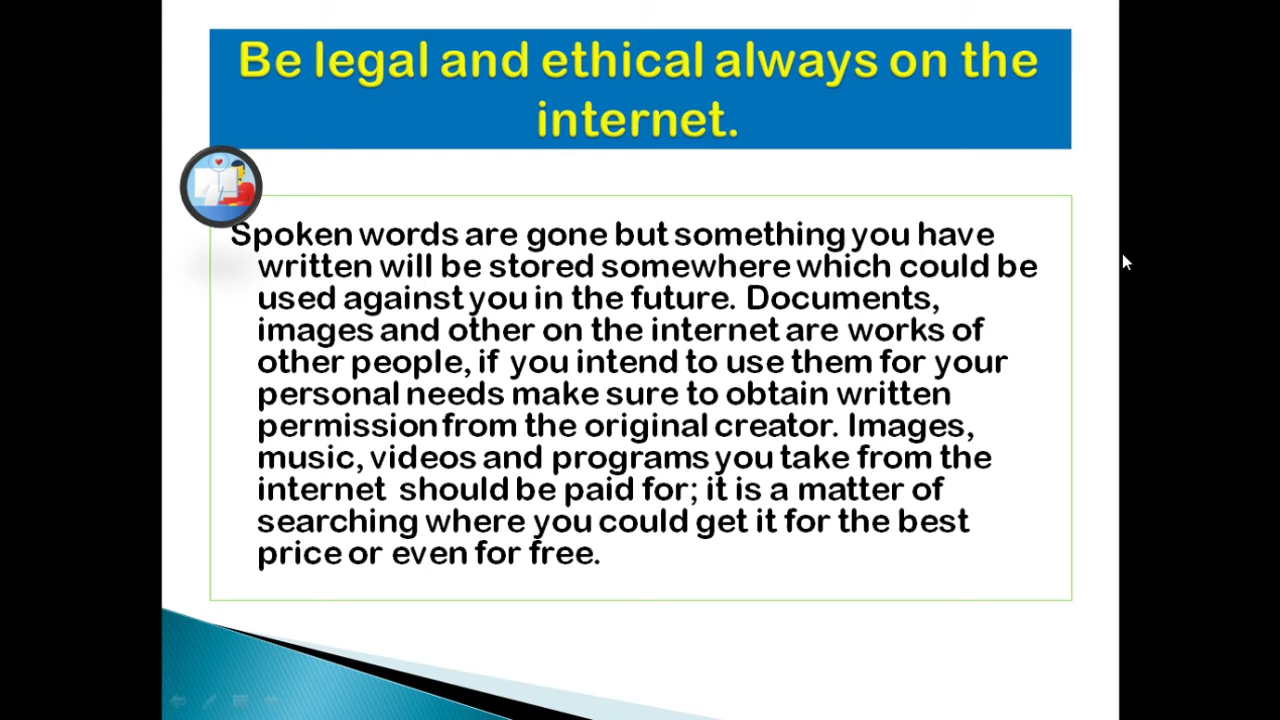 Be legal and ethical always on the
internet.
Spoken words are gone but something you have
written will be stored somewhere which could be
used against you in the future. Documents,
images and other on the internet are works of
other people, if you intend to use them for your
personal needs make sure to obtain written
permission from the original creator. Images,
music, videos and programs you take from the
internet should be paid for; it is a matter of
searching where you could get it for the best
price or even for free.